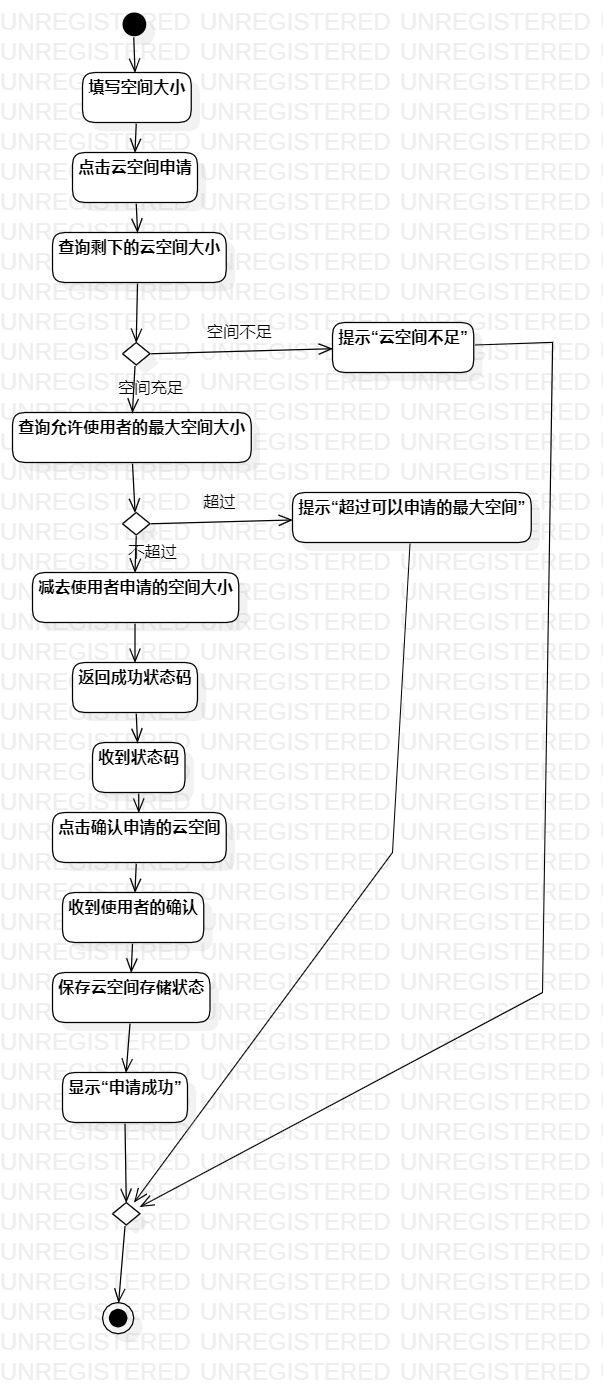 填写空间大小
点击云空间申请
查询剩下的云空间大小
空间不足
提示“云空间不足”
空间充足
查询允许使用者的最大空间大小
超过
提示“超过可以申请的最大空间”
不超过
减去使用者申请的空间大小
返回成功状态码
收到状态码
点击确认申请的云空间
收到使用者的确认
保存云空间存储状态
显示“申请成功”
UNREGISTERED